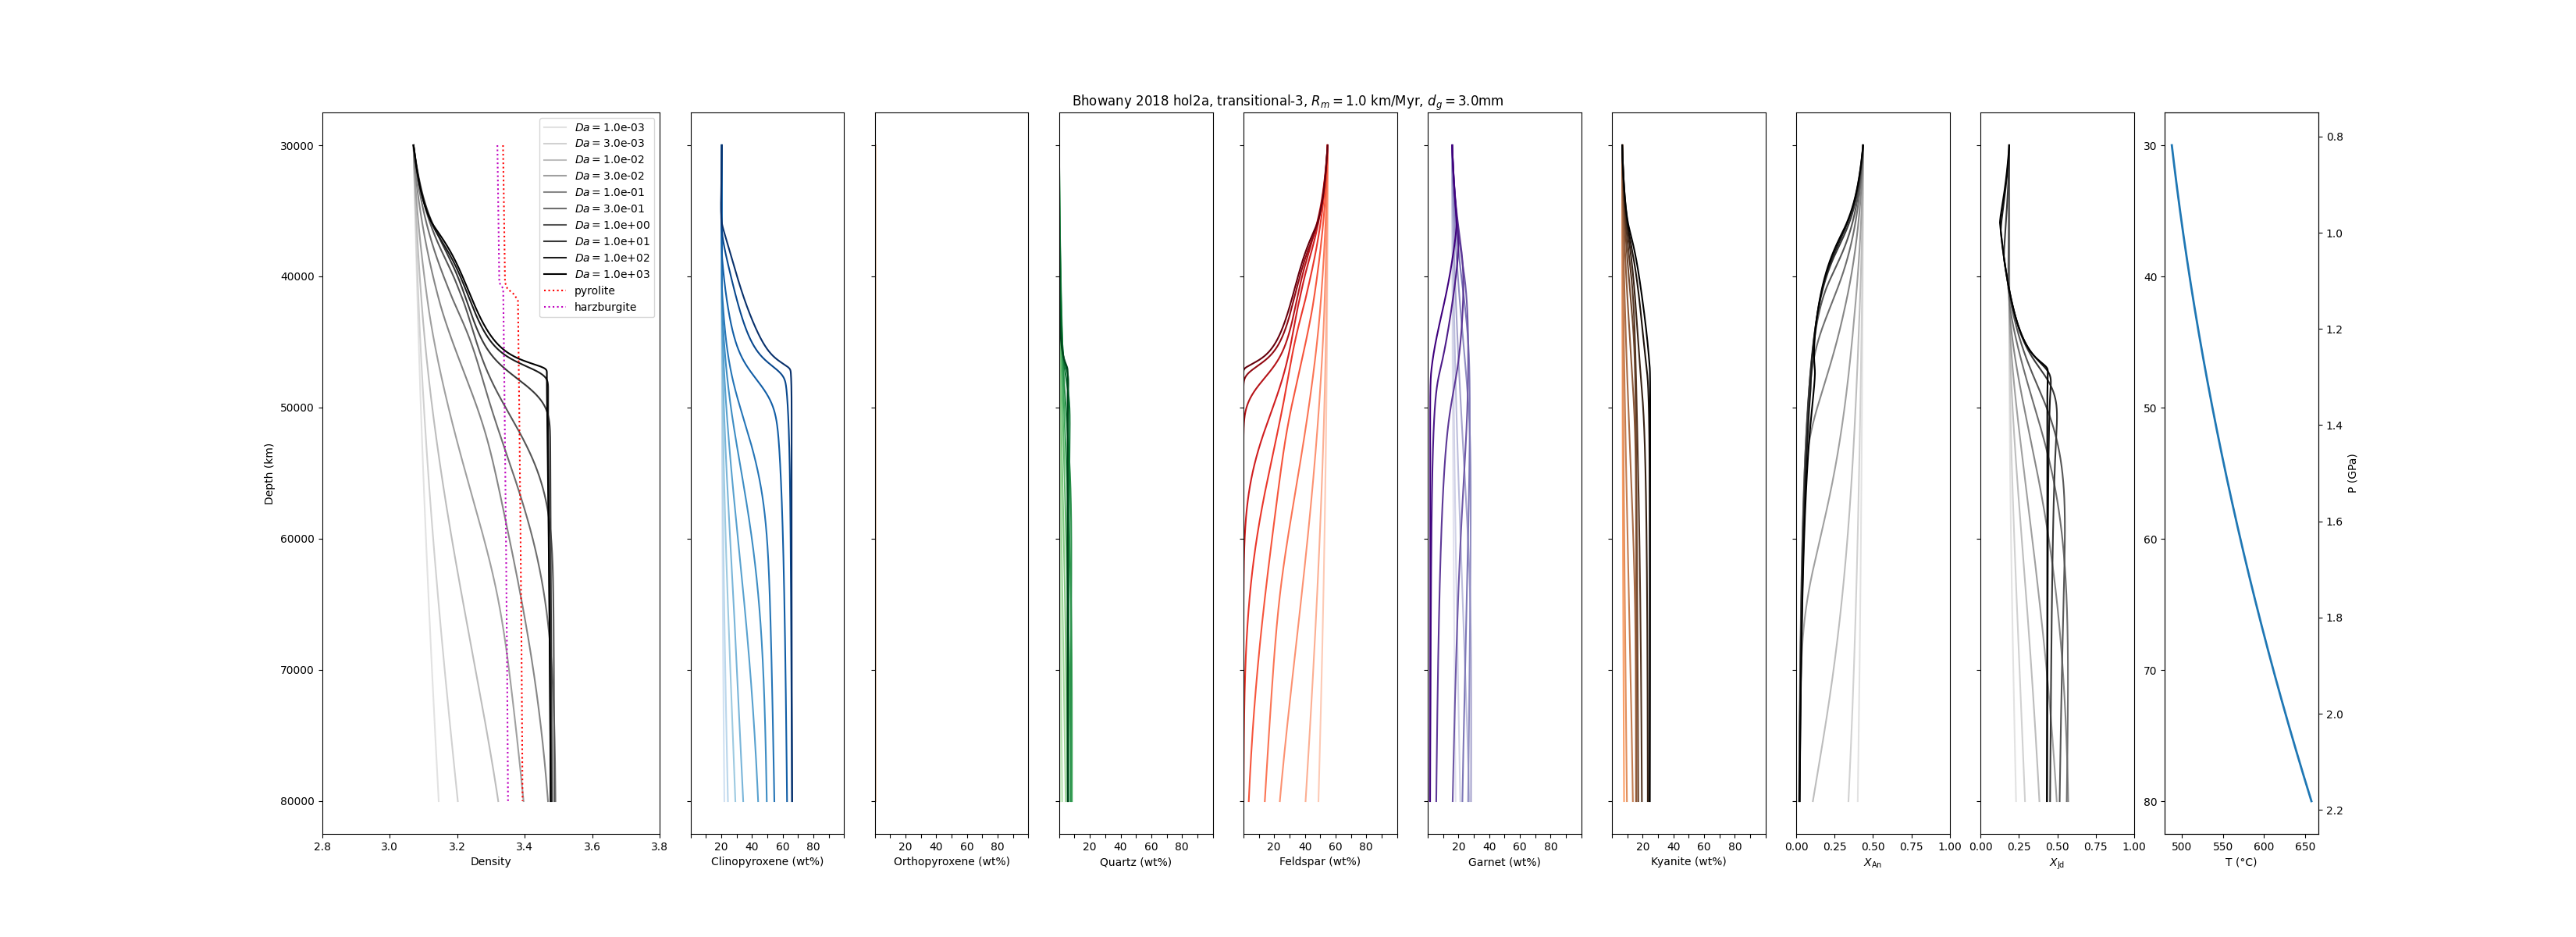 Bhowany 2018 hol2a, transitional-3, R_m = 1.0 km/Myr, d_g = 3.0mm
Da = 1.0e-03
Da = 3.0e-03
Da = 1.0e-02
Da = 3.0e-02
Da = 1.0e-01
Da = 3.0e-01
Da = 1.0e+00
Da = 1.0e+01
Da = 1.0e+02
Da = 1.0e+03
pyrolite
harzburgite
Depth (km)
30000
40000
50000
60000
70000
80000
2.8 3.0 3.2 3.4 3.6 3.8
Density
20 40 60 80
Clinopyroxene (wt%)
Orthopyroxene (wt%)
20 40 60 80
Quartz (wt%)
20 40 60 80
Feldspar (wt%)
20 40 60 80
Garnet (wt%)
20 40 60 80
Kyanite (wt%)
0.00 0.25 0.50 0.75 1.00
X_An
0.00 0.25 0.50 0.75 1.00
X_Jd
30
40
50
60
70
80
500 550 600 650
T (°C)
0.8
1.0
1.2
1.4
1.6
1.8
2.0
2.2
P (GPa)